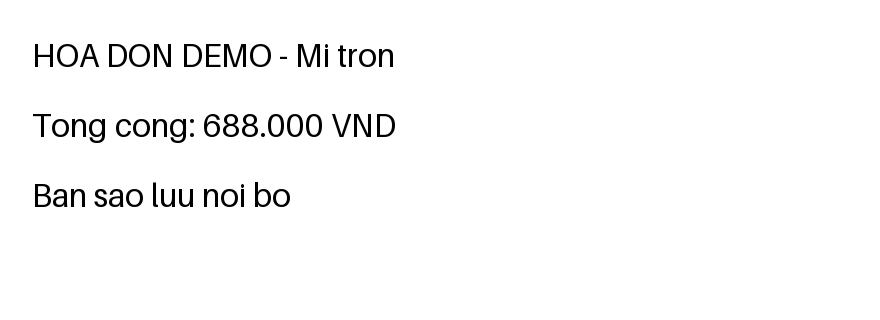 HOA DON DEMO - Mi tron
Tong cong: 688.000 VND
Ban sao luu noi bo